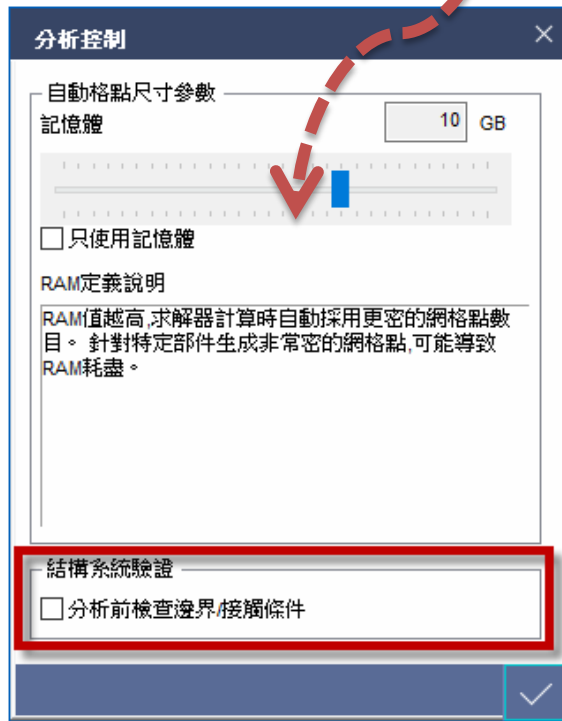 分析控制
自動格點尺寸參數
記憶體 10 GB
只使用記憶體
RAM定義說明
RAM值越高,求解器計算時自動採用更密的網格點數
目。 針對特定部件生成非常密的網格點,可能導致
RAM耗盡。
結構系統驗證
分析前檢查邊界/接觸條件